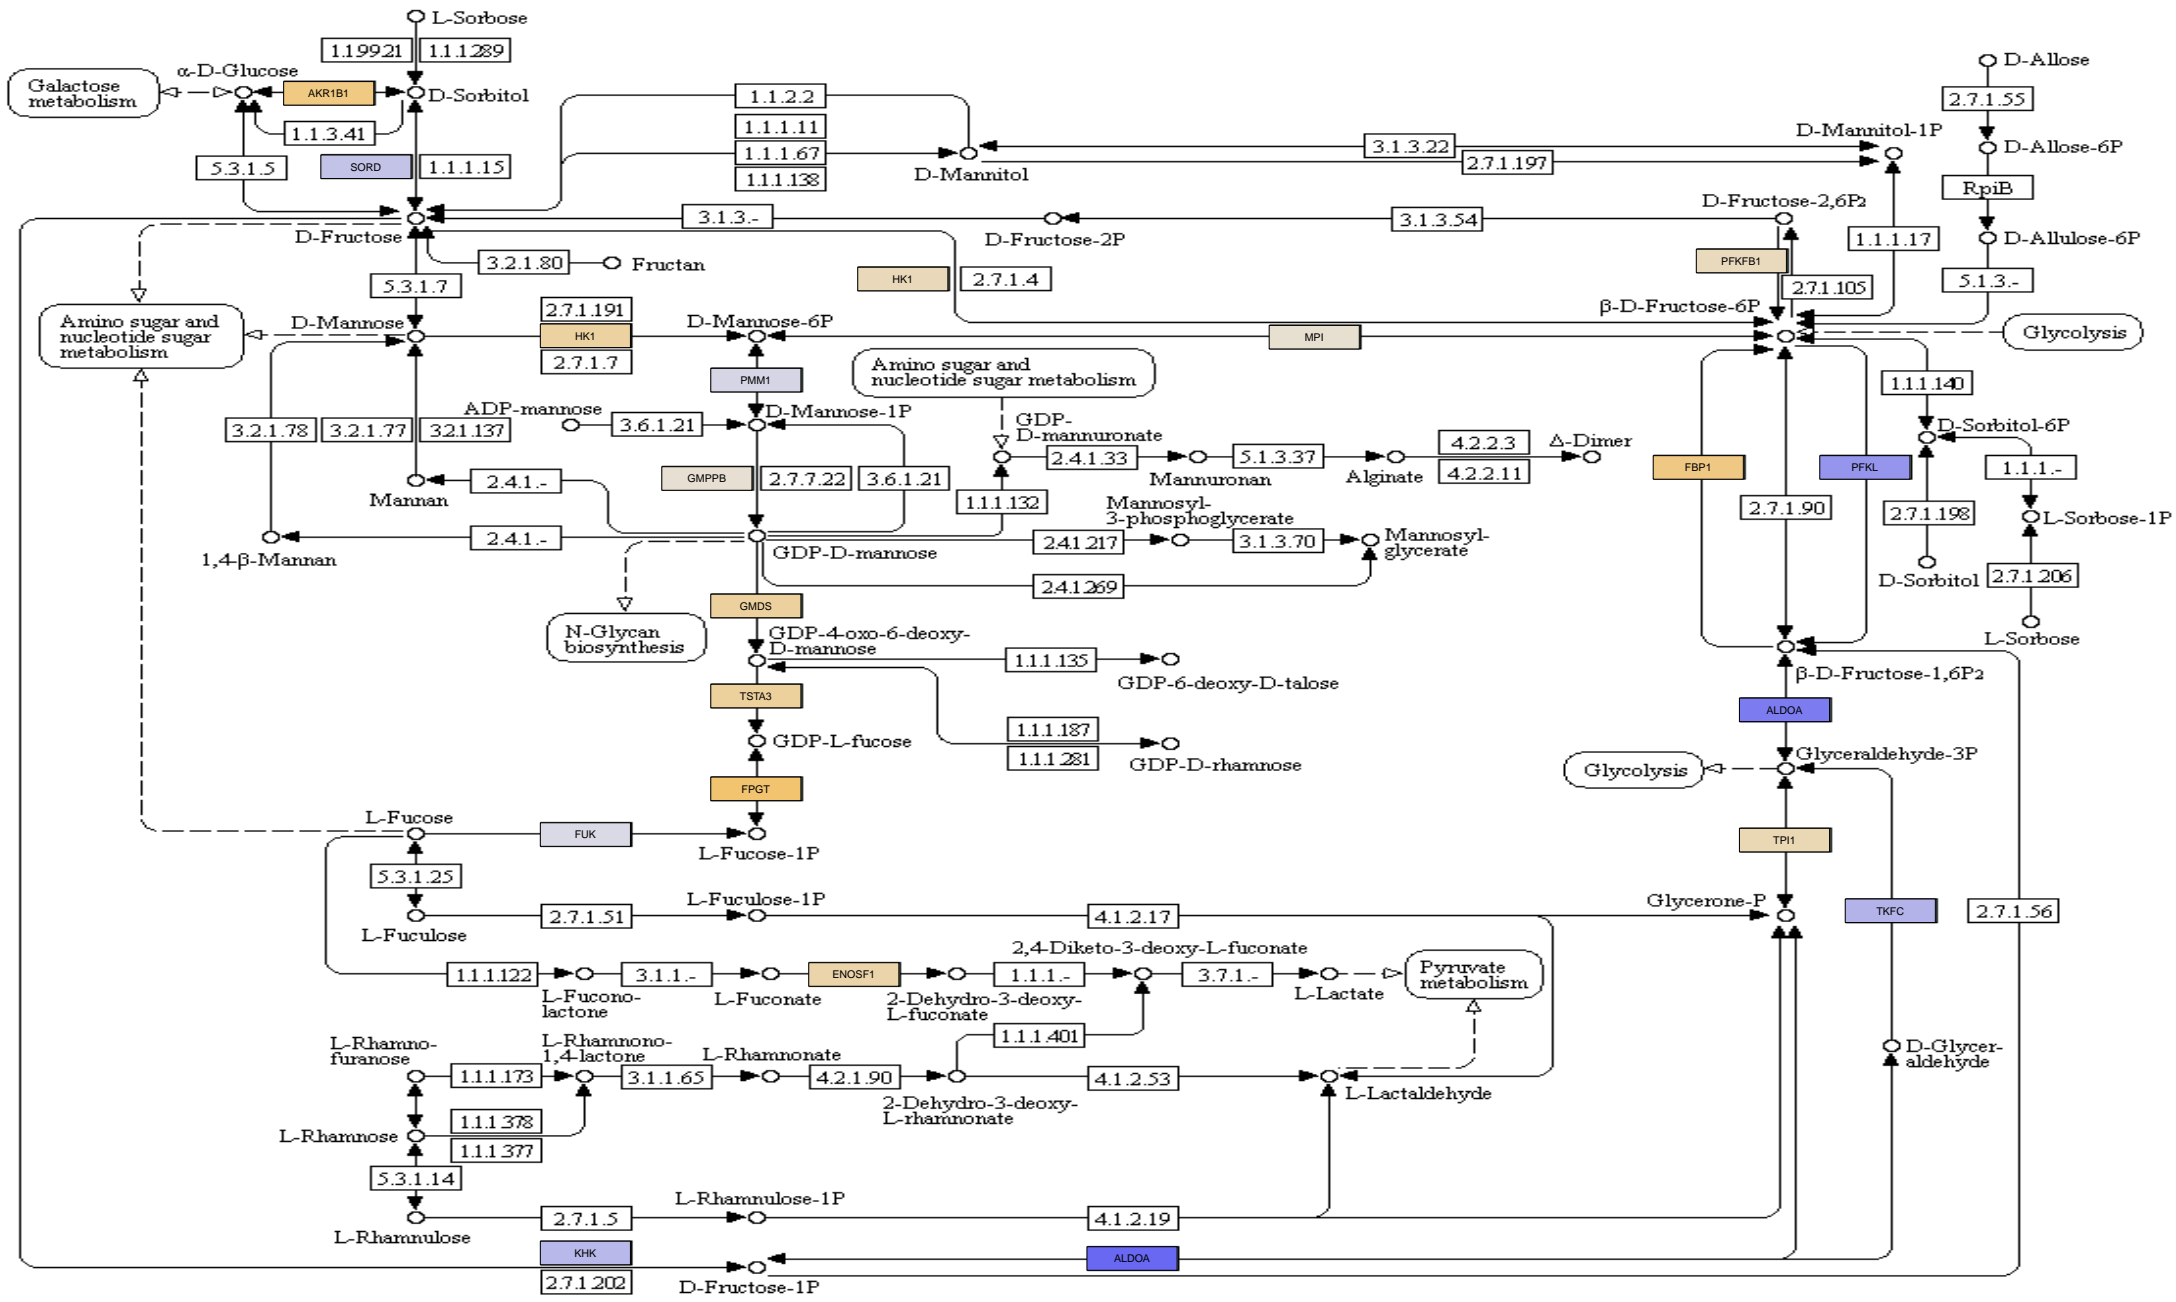 L-Sorbose
1.1.99.21
1.1.1.289
D-Allose
α-D-Glucose
Galactose
metabolism
AKR1B1
D-Sorbitol
1.1.2.2
2.7.1.55
1.1.3.41
1.1.1.11
D-Mannitol-1P
5.3.1.5
SORD
1.1.1.15
1.1.1.67
3.1.3.22
D-Allose-6P
2.7.1.197
1.1.1.138
D-Mannitol
RpiB
3.1.3.-
3.1.3.54
D-Fructose-2,6P2
D-Fructose
D-Fructose-2P
1.1.1.17
D-Allulose-6P
3.2.1.80
Fructan
PFKFB1
5.3.1.7
HK1
2.7.1.4
2.7.1.105
5.1.3.-
2.7.1.191
β-D-Fructose-6P
Amino sugar and
nucleotide sugar
metabolism
D-Mannose
HK1
D-Mannose-6P
MPI
Glycolysis
2.7.1.7
Amino sugar and
nucleotide sugar metabolism
PMM1
1.1.1.140
ADP-mannose
D-Mannose-1P
3.2.1.78
3.2.1.77
3.2.1.137
3.6.1.21
GDP-
D-mannuronate
4.2.2.3
Δ-Dimer
D-Sorbitol-6P
2.4.1.33
5.1.3.37
4.2.2.11
Mannan
2.4.1.-
GMPPB
2.7.7.22
3.6.1.21
Mannuronan
Alginate
FBP1
PFKL
1.1.1.-
1.1.1.132
Mannosyl-
3-phosphoglycerate
2.7.1.90
2.7.1.198
L-Sorbose-1P
2.4.1.-
GDP-D-mannose
2.4.1.217
3.1.3.70
Mannosyl-
glycerate
1,4-β-Mannan
2.4.1.269
D-Sorbitol
2.7.1.206
GMDS
N-Glycan
biosynthesis
GDP-4-oxo-6-deoxy-
D-mannose
L-Sorbose
1.1.1.135
GDP-6-deoxy-D-talose
β-D-Fructose-1,6P2
TSTA3
ALDOA
1.1.1.187
GDP-L-fucose
1.1.1.281
GDP-D-rhamnose
Glycolysis
Glyceraldehyde-3P
FPGT
L-Fucose
FUK
L-Fucose-1P
TPI1
5.3.1.25
L-Fuculose-1P
Glycerone-P
2.7.1.51
4.1.2.17
TKFC
2.7.1.56
L-Fuculose
2,4-Diketo-3-deoxy-L-fuconate
1.1.1.122
3.1.1.-
ENOSF1
1.1.1.-
3.7.1.-
Pyruvate
metabolism
L-Fucono-
lactone
L-Fuconate
2-Dehydro-3-deoxy-
L-fuconate
L-Lactate
1.1.1.401
L-Rhamno-
furanose
L-Rhamnono-
1,4-lactone
L-Rhamnonate
D-Glycer-
aldehyde
1.1.1.173
3.1.1.65
4.2.1.90
4.1.2.53
2-Dehydro-3-deoxy-
L-rhamnonate
L-Lactaldehyde
1.1.1.378
L-Rhamnose
1.1.1.377
5.3.1.14
L-Rhamnulose-1P
2.7.1.5
4.1.2.19
L-Rhamnulose
KHK
ALDOA
2.7.1.202
D-Fructose-1P